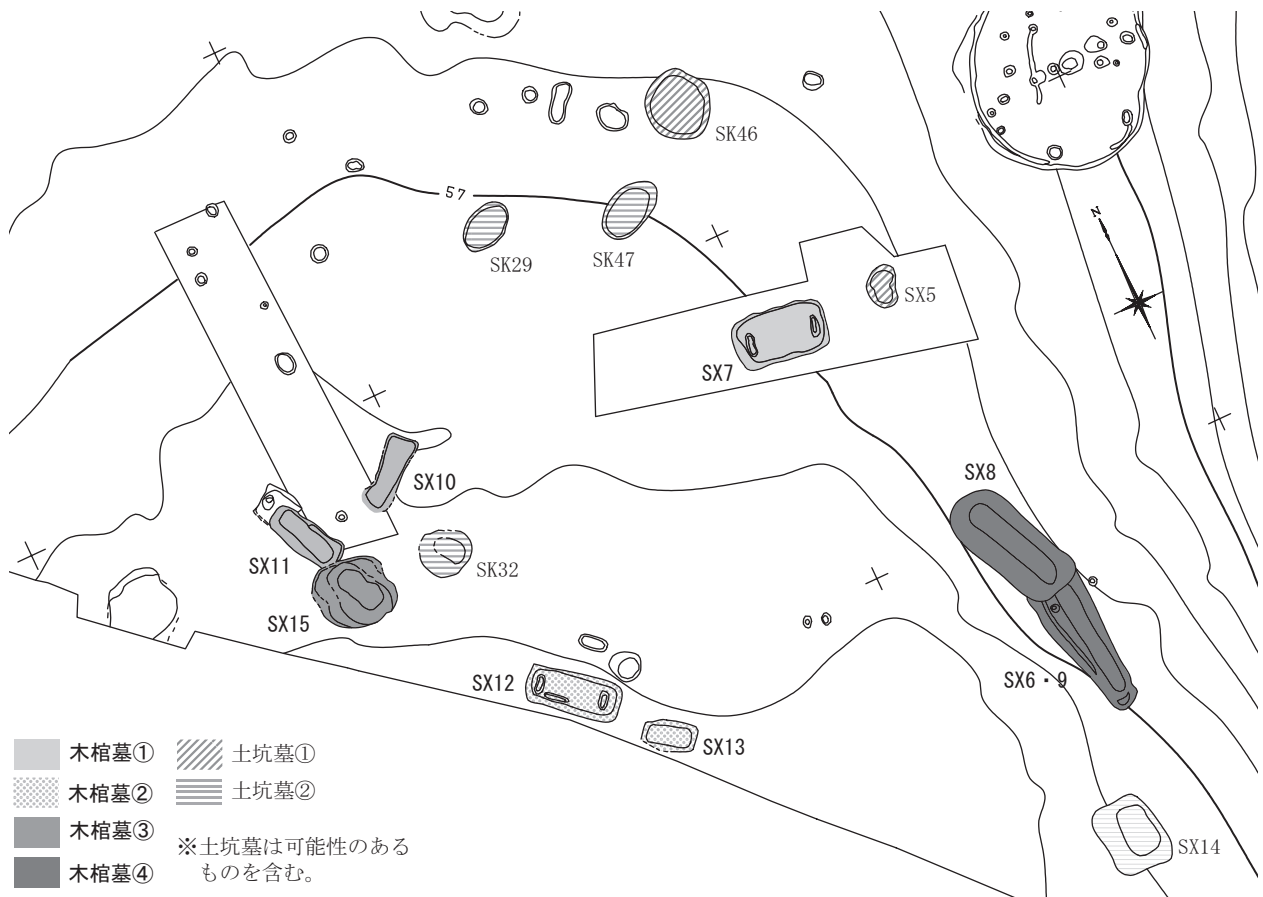 SK46
57
SK29
SK47
N
SX5
SX7
SX10
SX8
SX11
SK32
SX15
SX12
SX6・9
SX13
木棺墓①
土坑墓①
木棺墓②
土坑墓②
木棺墓③
木棺墓④
※土坑墓は可能性のある
ものを含む。
SX14